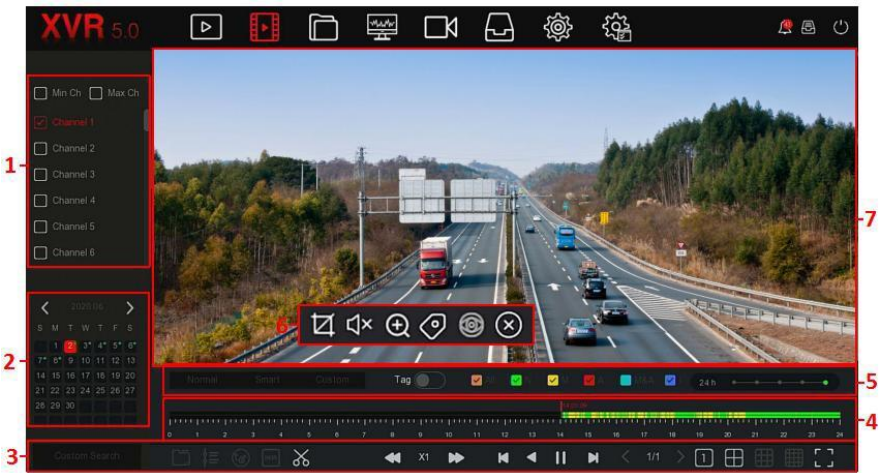 XVR 5.0
41
Min Ch Max Ch
Channel 1
Channel 2
Channel 3
Channel 4
Channel 5
Channel 6
1
7
6
2020 06
S M T W T F S
1 2 3 4 5 6
7 8 9 10 11 12 13
14 15 16 17 18 19 20
21 22 23 24 25 26 27
28 29 30
2
Normal Smart Custom Tag All N M A M&A I 24 h
5
0 1 2 3 4 5 6 7 8 9 10 11 12 13 14 15 16 17 18 19 20 21 22 23 24
4
3
Custom Search X1 1/1 1